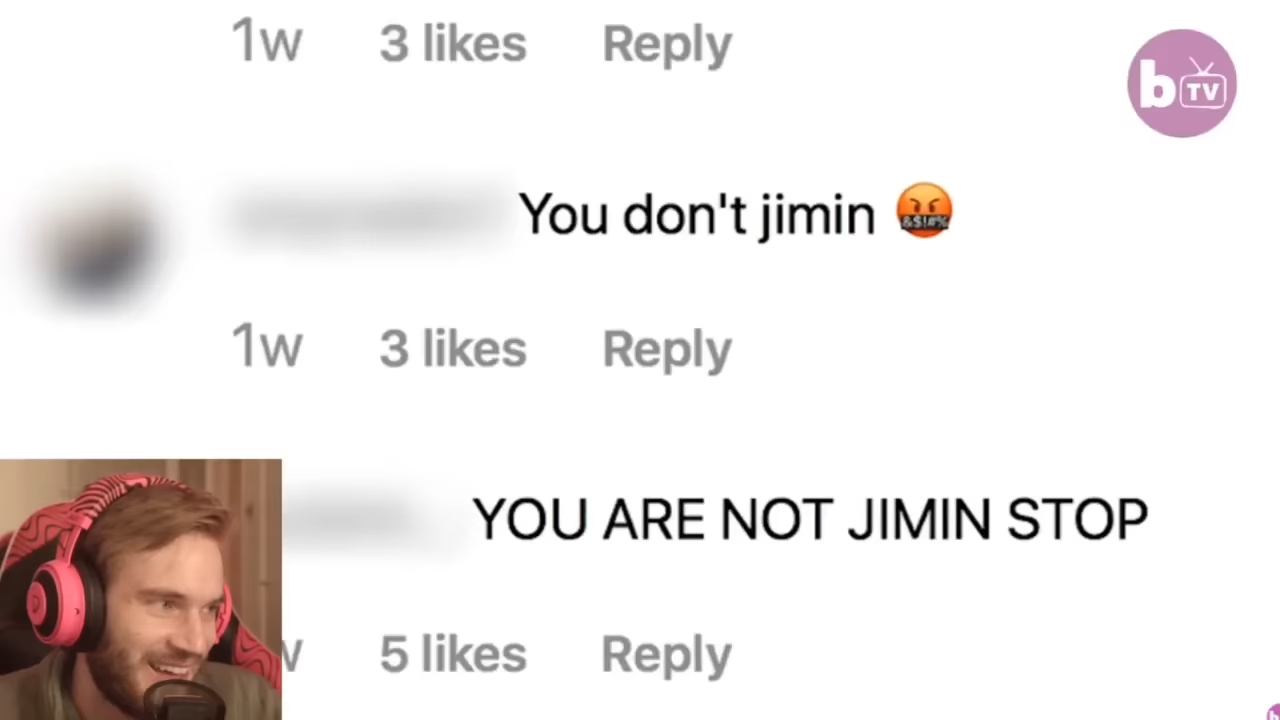 1w 3 likes Reply
b TV
You don't jimin 🤬
&$!#%
1w 3 likes Reply
YOU ARE NOT JIMIN STOP
w 5 likes Reply
b